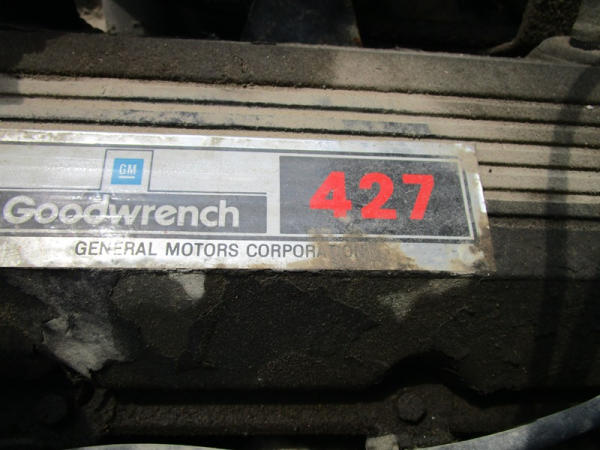 GM
Goodwrench 427
GENERAL MOTORS CORPORATION